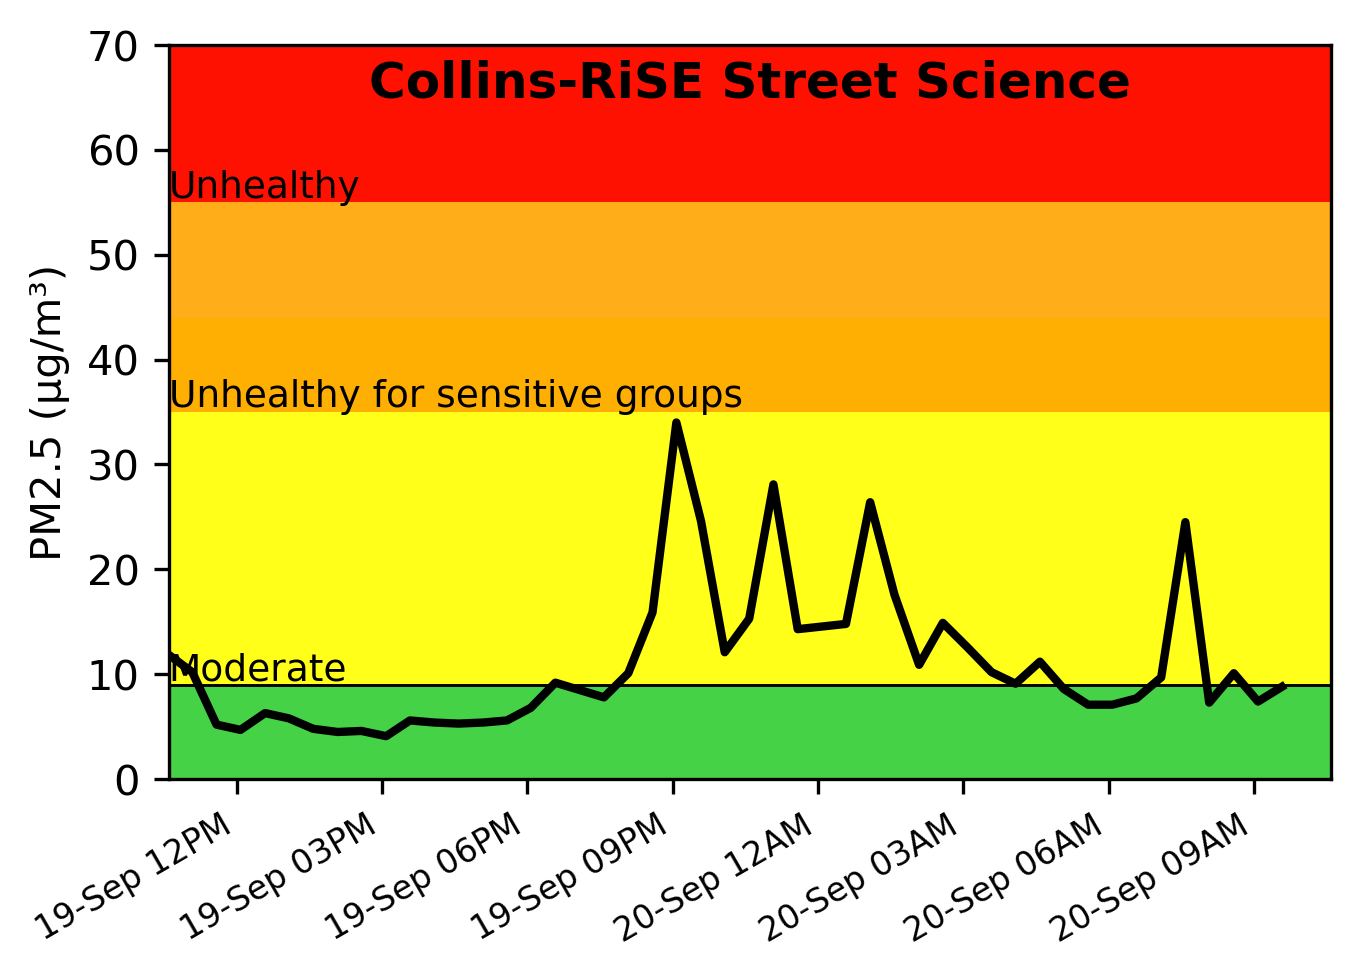 Collins-RiSE Street Science
70
60
50
40
30
20
10
0
PM2.5 (µg/m³)
Unhealthy
Unhealthy for sensitive groups
Moderate
19-Sep 12PM
19-Sep 03PM
19-Sep 06PM
19-Sep 09PM
20-Sep 12AM
20-Sep 03AM
20-Sep 06AM
20-Sep 09AM